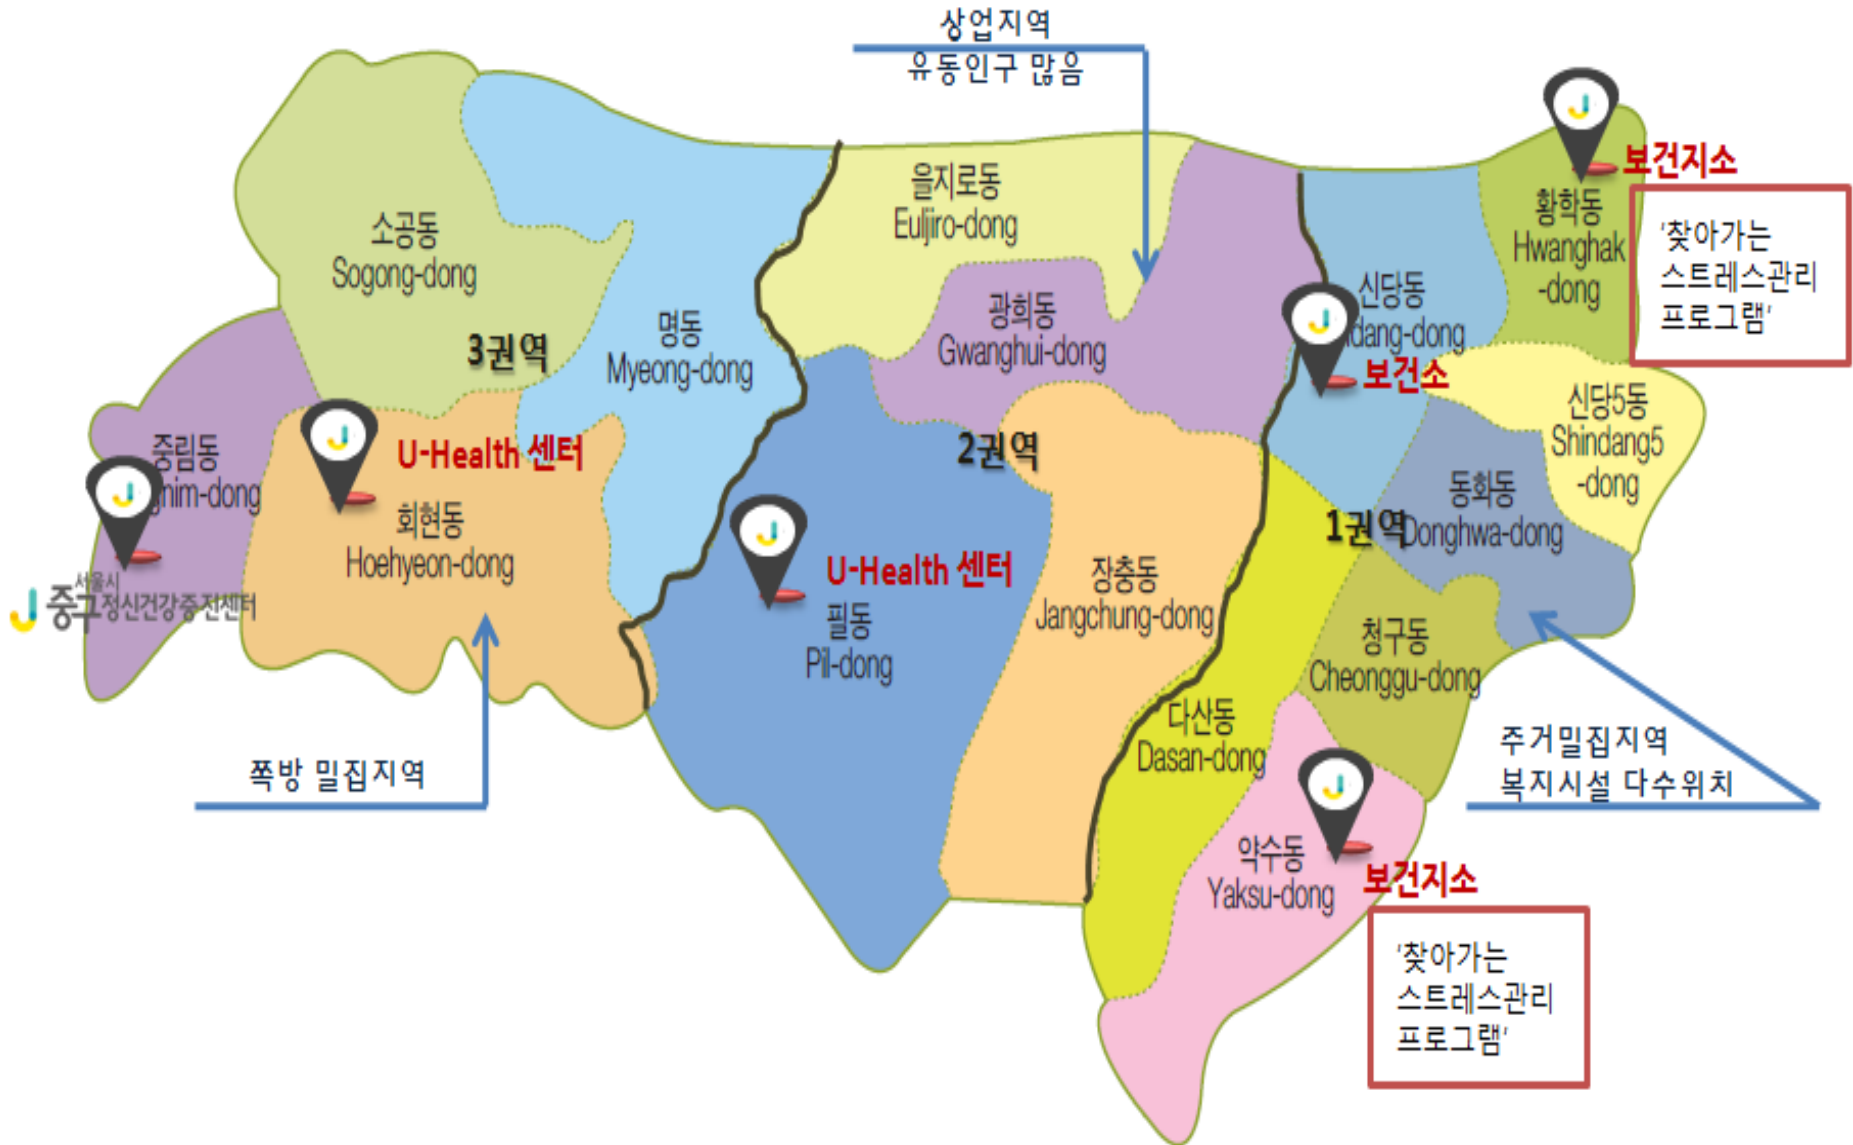 상업지역
유동인구 많음
보건지소
을지로동
Euljiro-dong
황학동
Hwanghak
-dong
'찾아가는
스트레스관리
프로그램'
소공동
Sogong-dong
신당동
dang-dong
광희동
Gwanghui-dong
명동
Myeong-dong
3권역
보건소
신당5동
Shindang5
-dong
중림동
nim-dong
U-Health 센터
2권역
동화동
Donghwa-dong
1권역
회현동
Hoehyeon-dong
U-Health 센터
장충동
Jangchung-dong
서울시
중구정신건강증진센터
필동
Pil-dong
청구동
Cheonggu-dong
다산동
Dasan-dong
쪽방 밀집지역
주거밀집지역
복지시설 다수위치
약수동
Yaksu-dong
보건지소
'찾아가는
스트레스관리
프로그램'